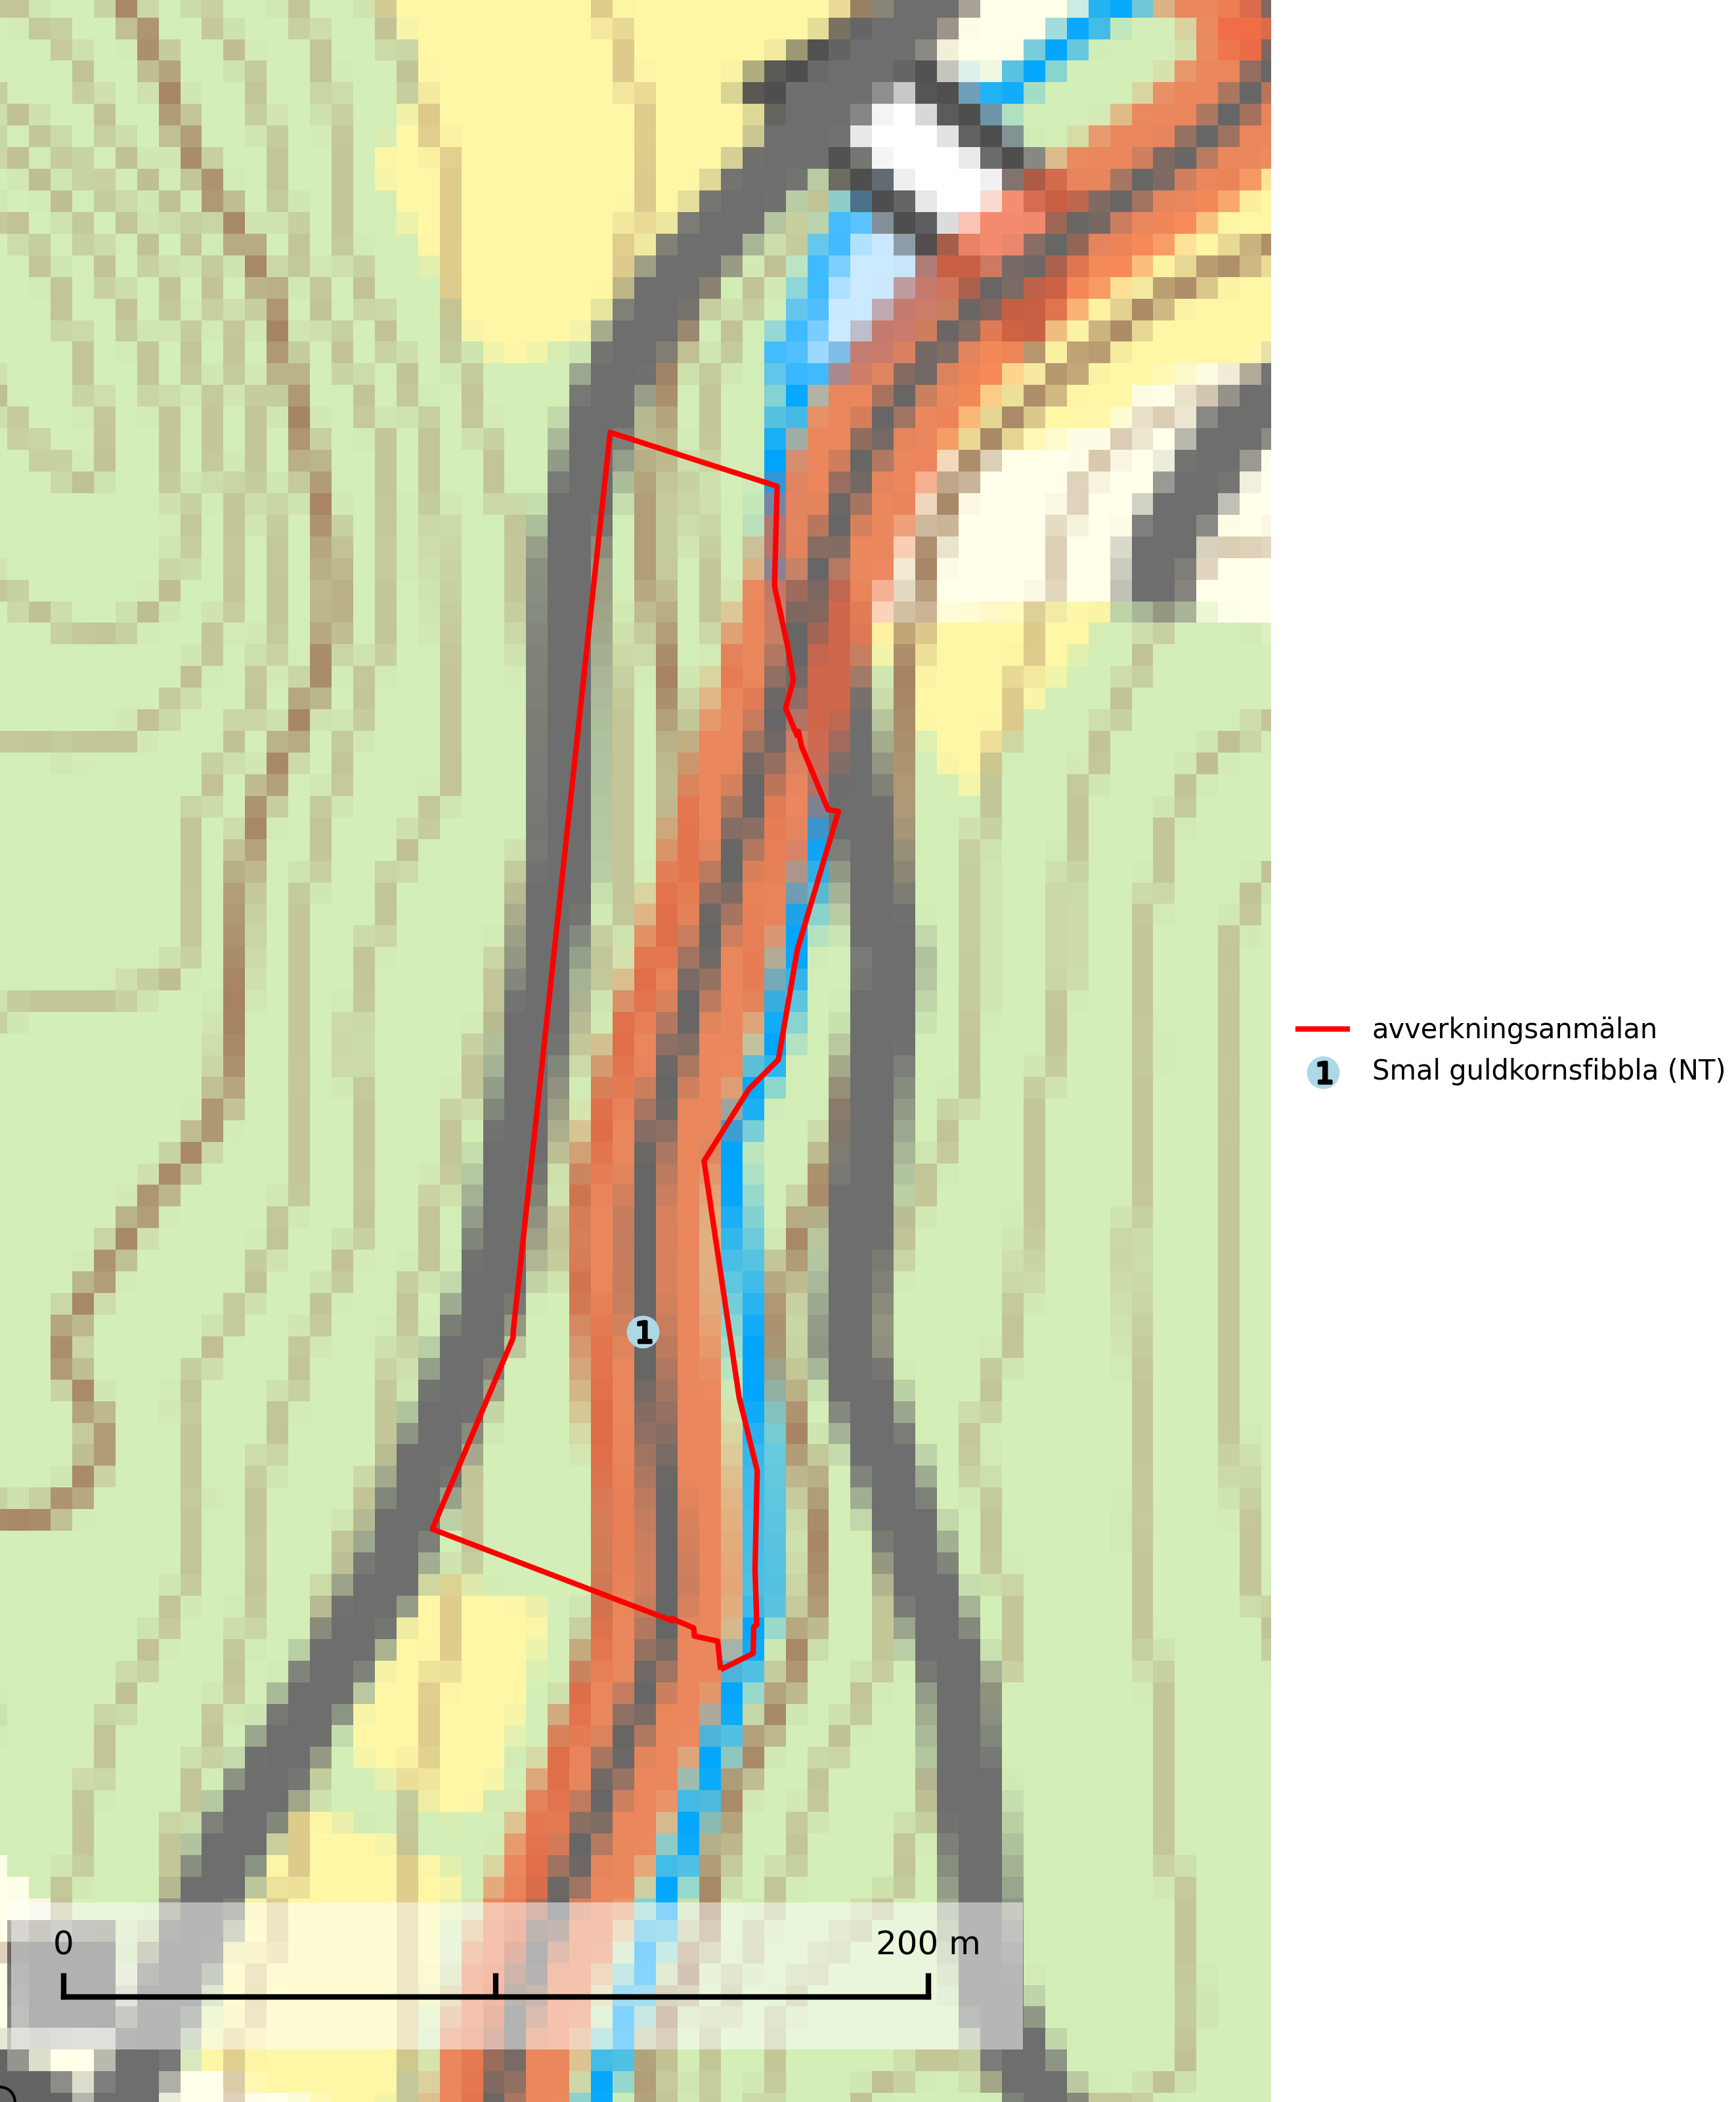 avverkningsanmälan
1 Smal guldkornsfibbla (NT)
1
0 200 m